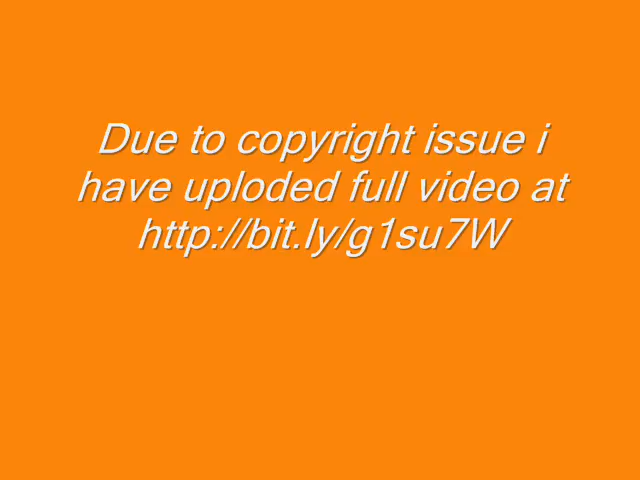 Due to copyright issue i
have uploded full video at
http://bit.ly/g1su7W